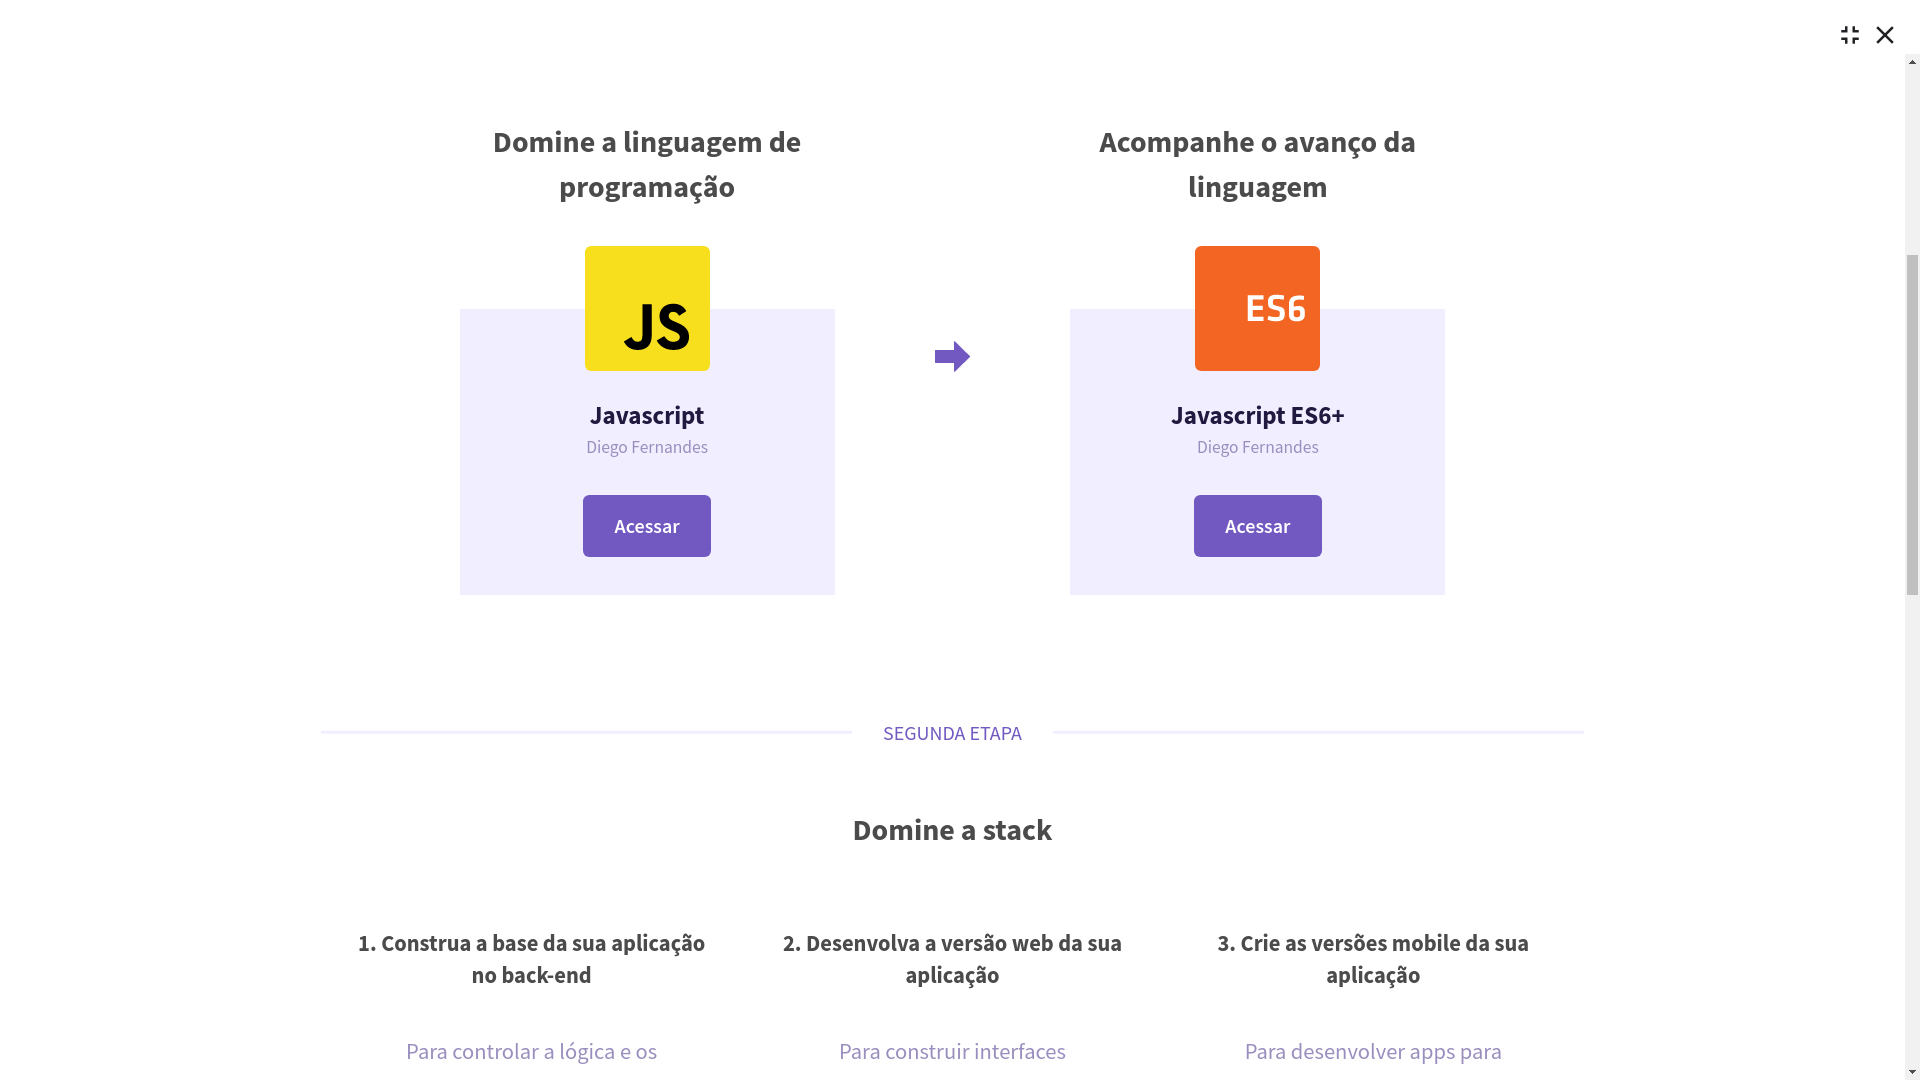 Domine a linguagem de
programação
JS
Javascript
Diego Fernandes
Acessar
Acompanhe o avanço da
linguagem
ES6
Javascript ES6+
Diego Fernandes
Acessar
SEGUNDA ETAPA
Domine a stack
1. Construa a base da sua aplicação
no back-end
Para controlar a lógica e os
2. Desenvolva a versão web da sua
aplicação
Para construir interfaces
3. Crie as versões mobile da sua
aplicação
Para desenvolver apps para